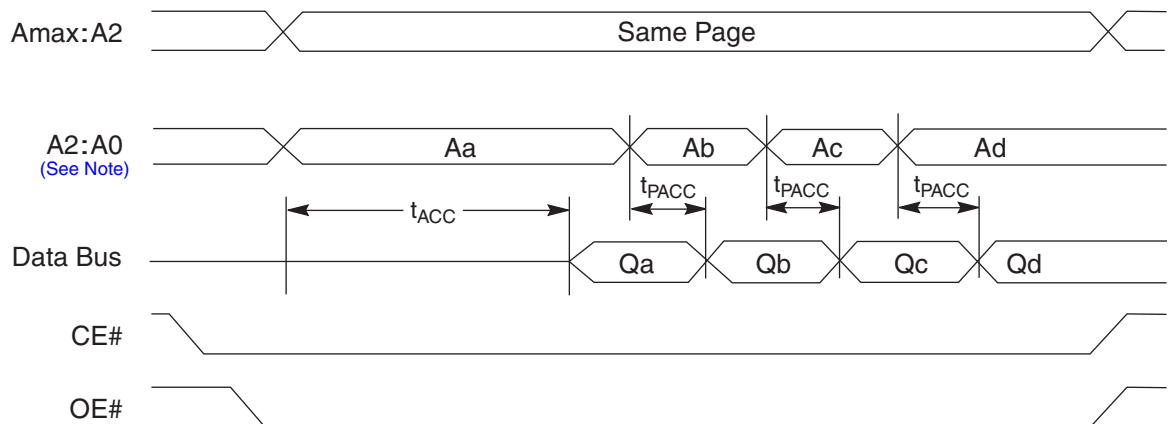 Amax:A2
Same Page
A2:A0
(See Note)
Aa
Ab
Ac
Ad
tACC
tPACC
tPACC
tPACC
Data Bus
Qa
Qb
Qc
Qd
CE#
OE#